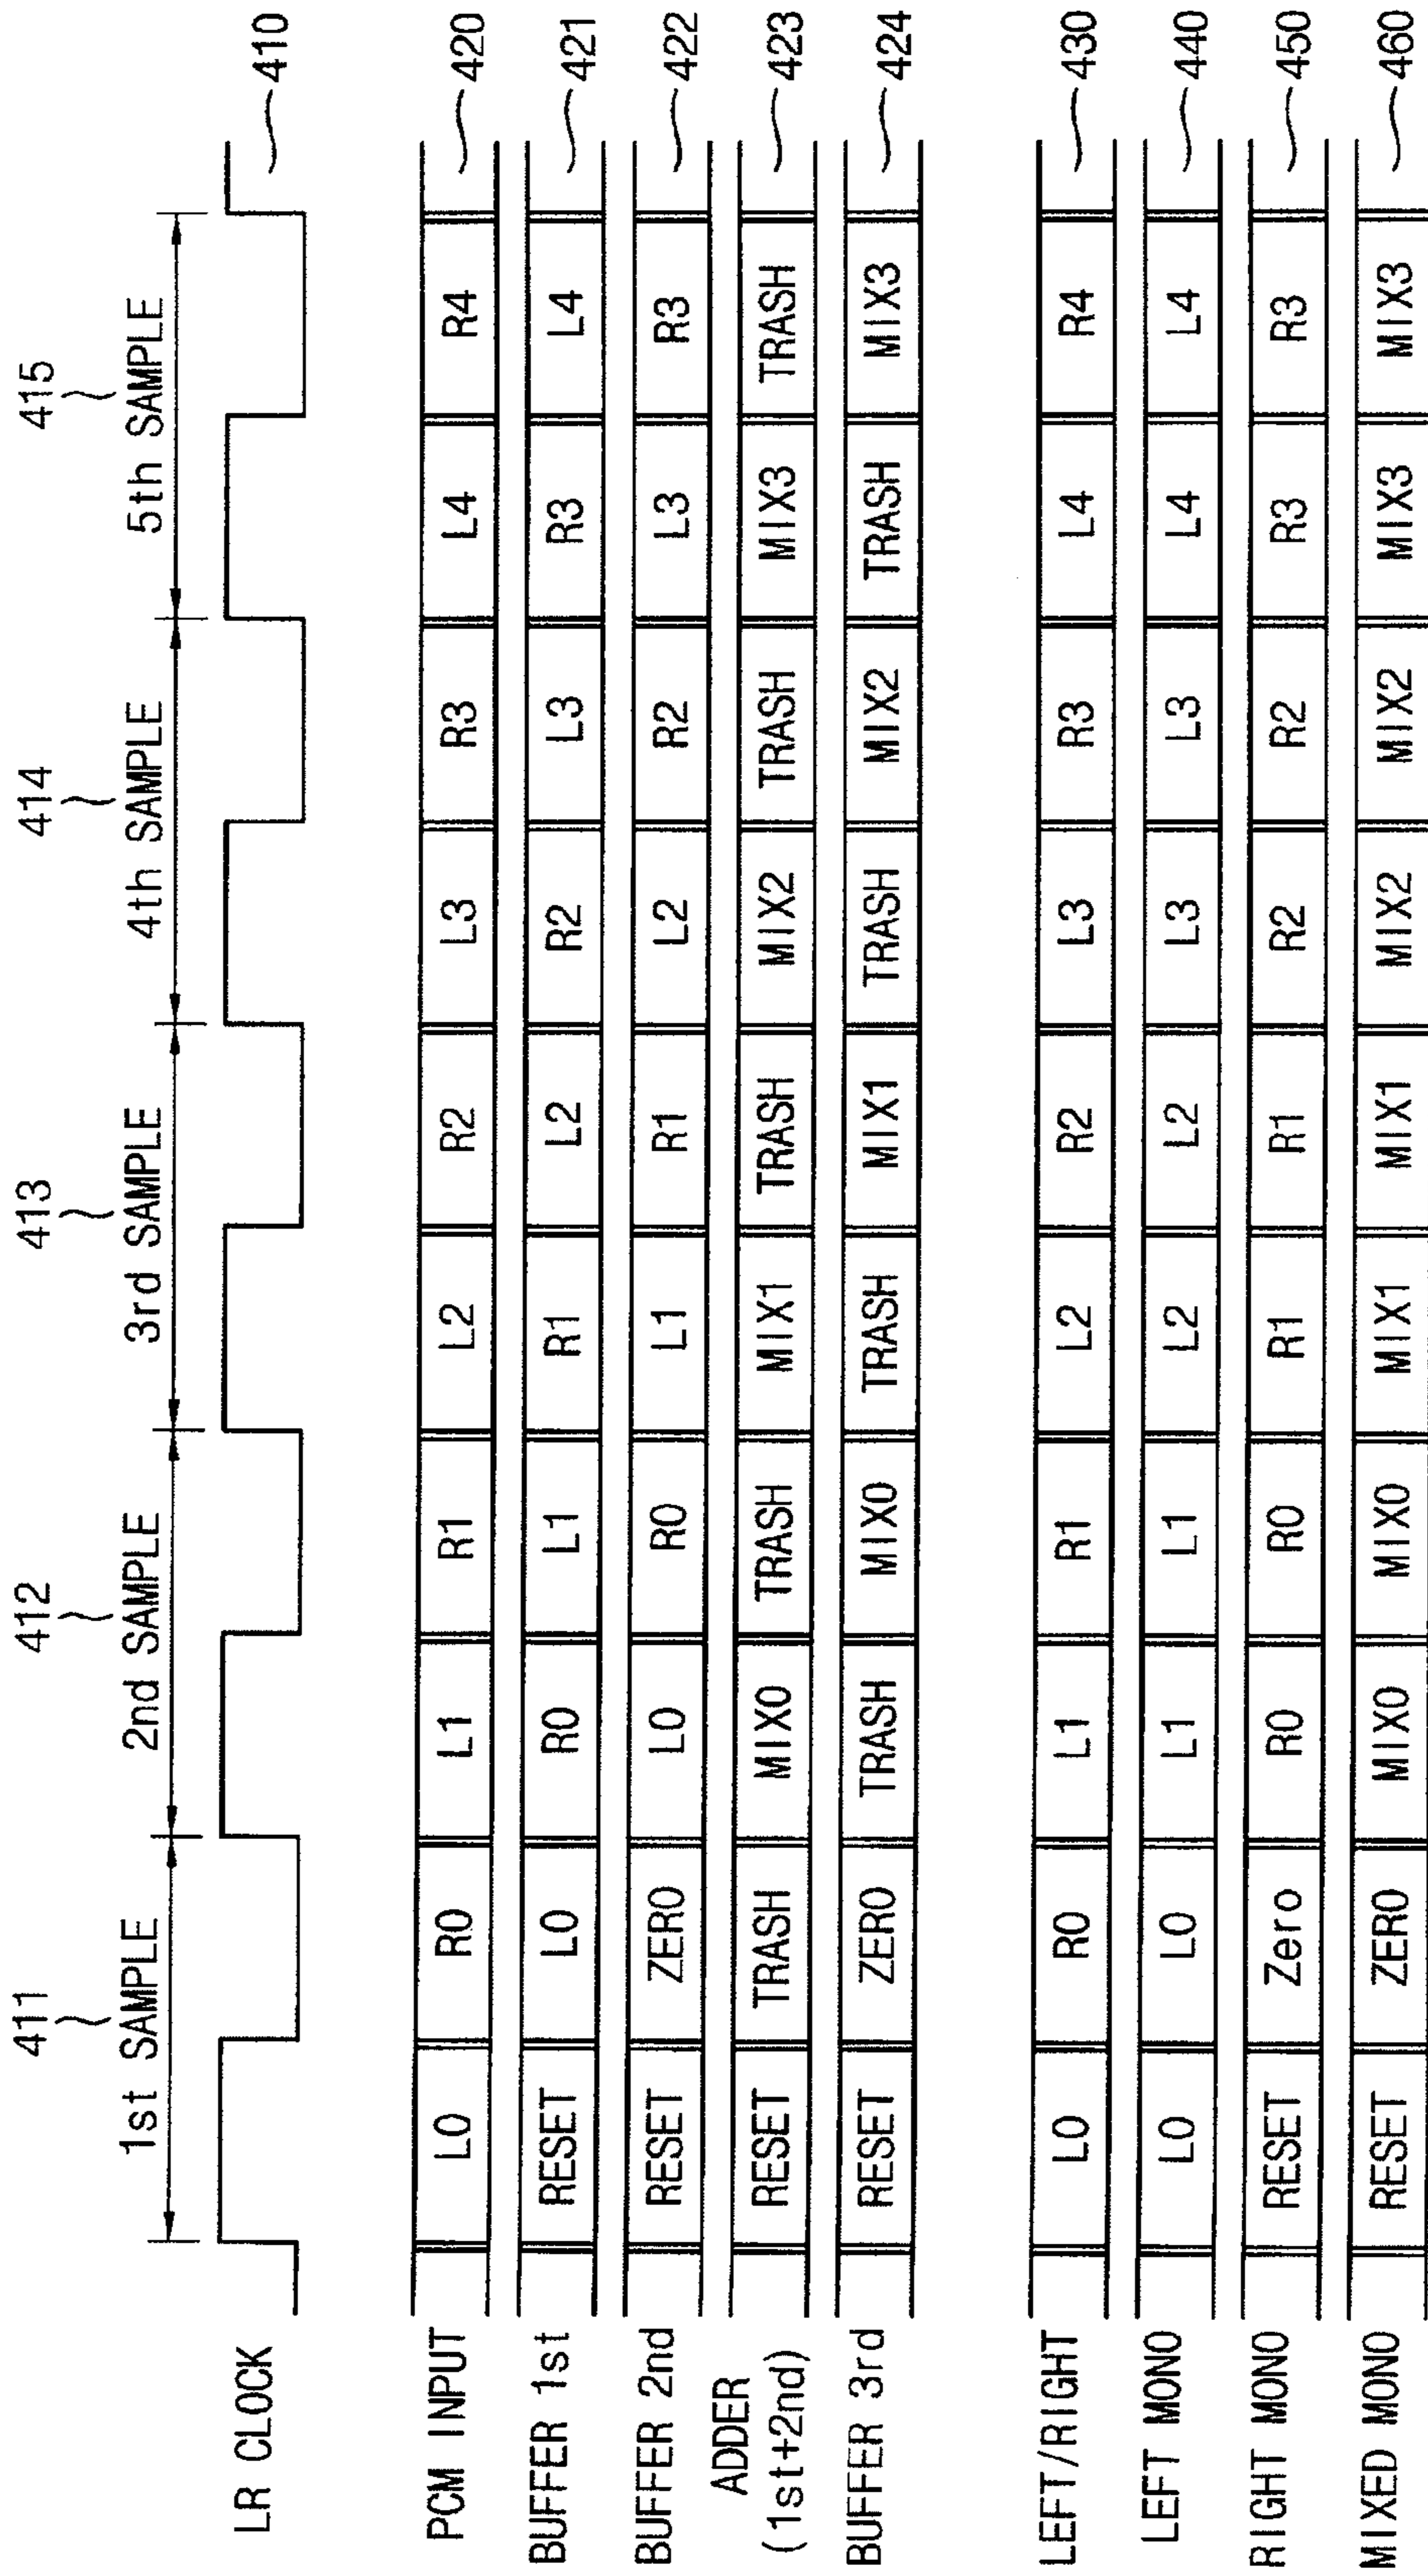 411 412 413 414 415
1st SAMPLE 2nd SAMPLE 3rd SAMPLE 4th SAMPLE 5th SAMPLE
LR CLOCK 410
PCM INPUT L0 R0 L1 R1 L2 R2 L3 R3 L4 R4 420
BUFFER 1st RESET L0 R0 L1 R1 L2 R2 L3 R3 L4 421
BUFFER 2nd RESET ZERO L0 R0 L1 R1 L2 R2 L3 R3 422
ADDER
(1st+2nd) RESET TRASH MIX0 TRASH MIX1 TRASH MIX2 TRASH MIX3 TRASH 423
BUFFER 3rd RESET ZERO TRASH MIX0 TRASH MIX1 TRASH MIX2 TRASH MIX3 424
LEFT/RIGHT L0 R0 L1 R1 L2 R2 L3 R3 L4 R4 430
LEFT MONO L0 L0 L1 L1 L2 L2 L3 L3 L4 L4 440
RIGHT MONO RESET Zero R0 R0 R1 R1 R2 R2 R3 R3 450
MIXED MONO RESET ZERO MIX0 MIX0 MIX1 MIX1 MIX2 MIX2 MIX3 MIX3 460